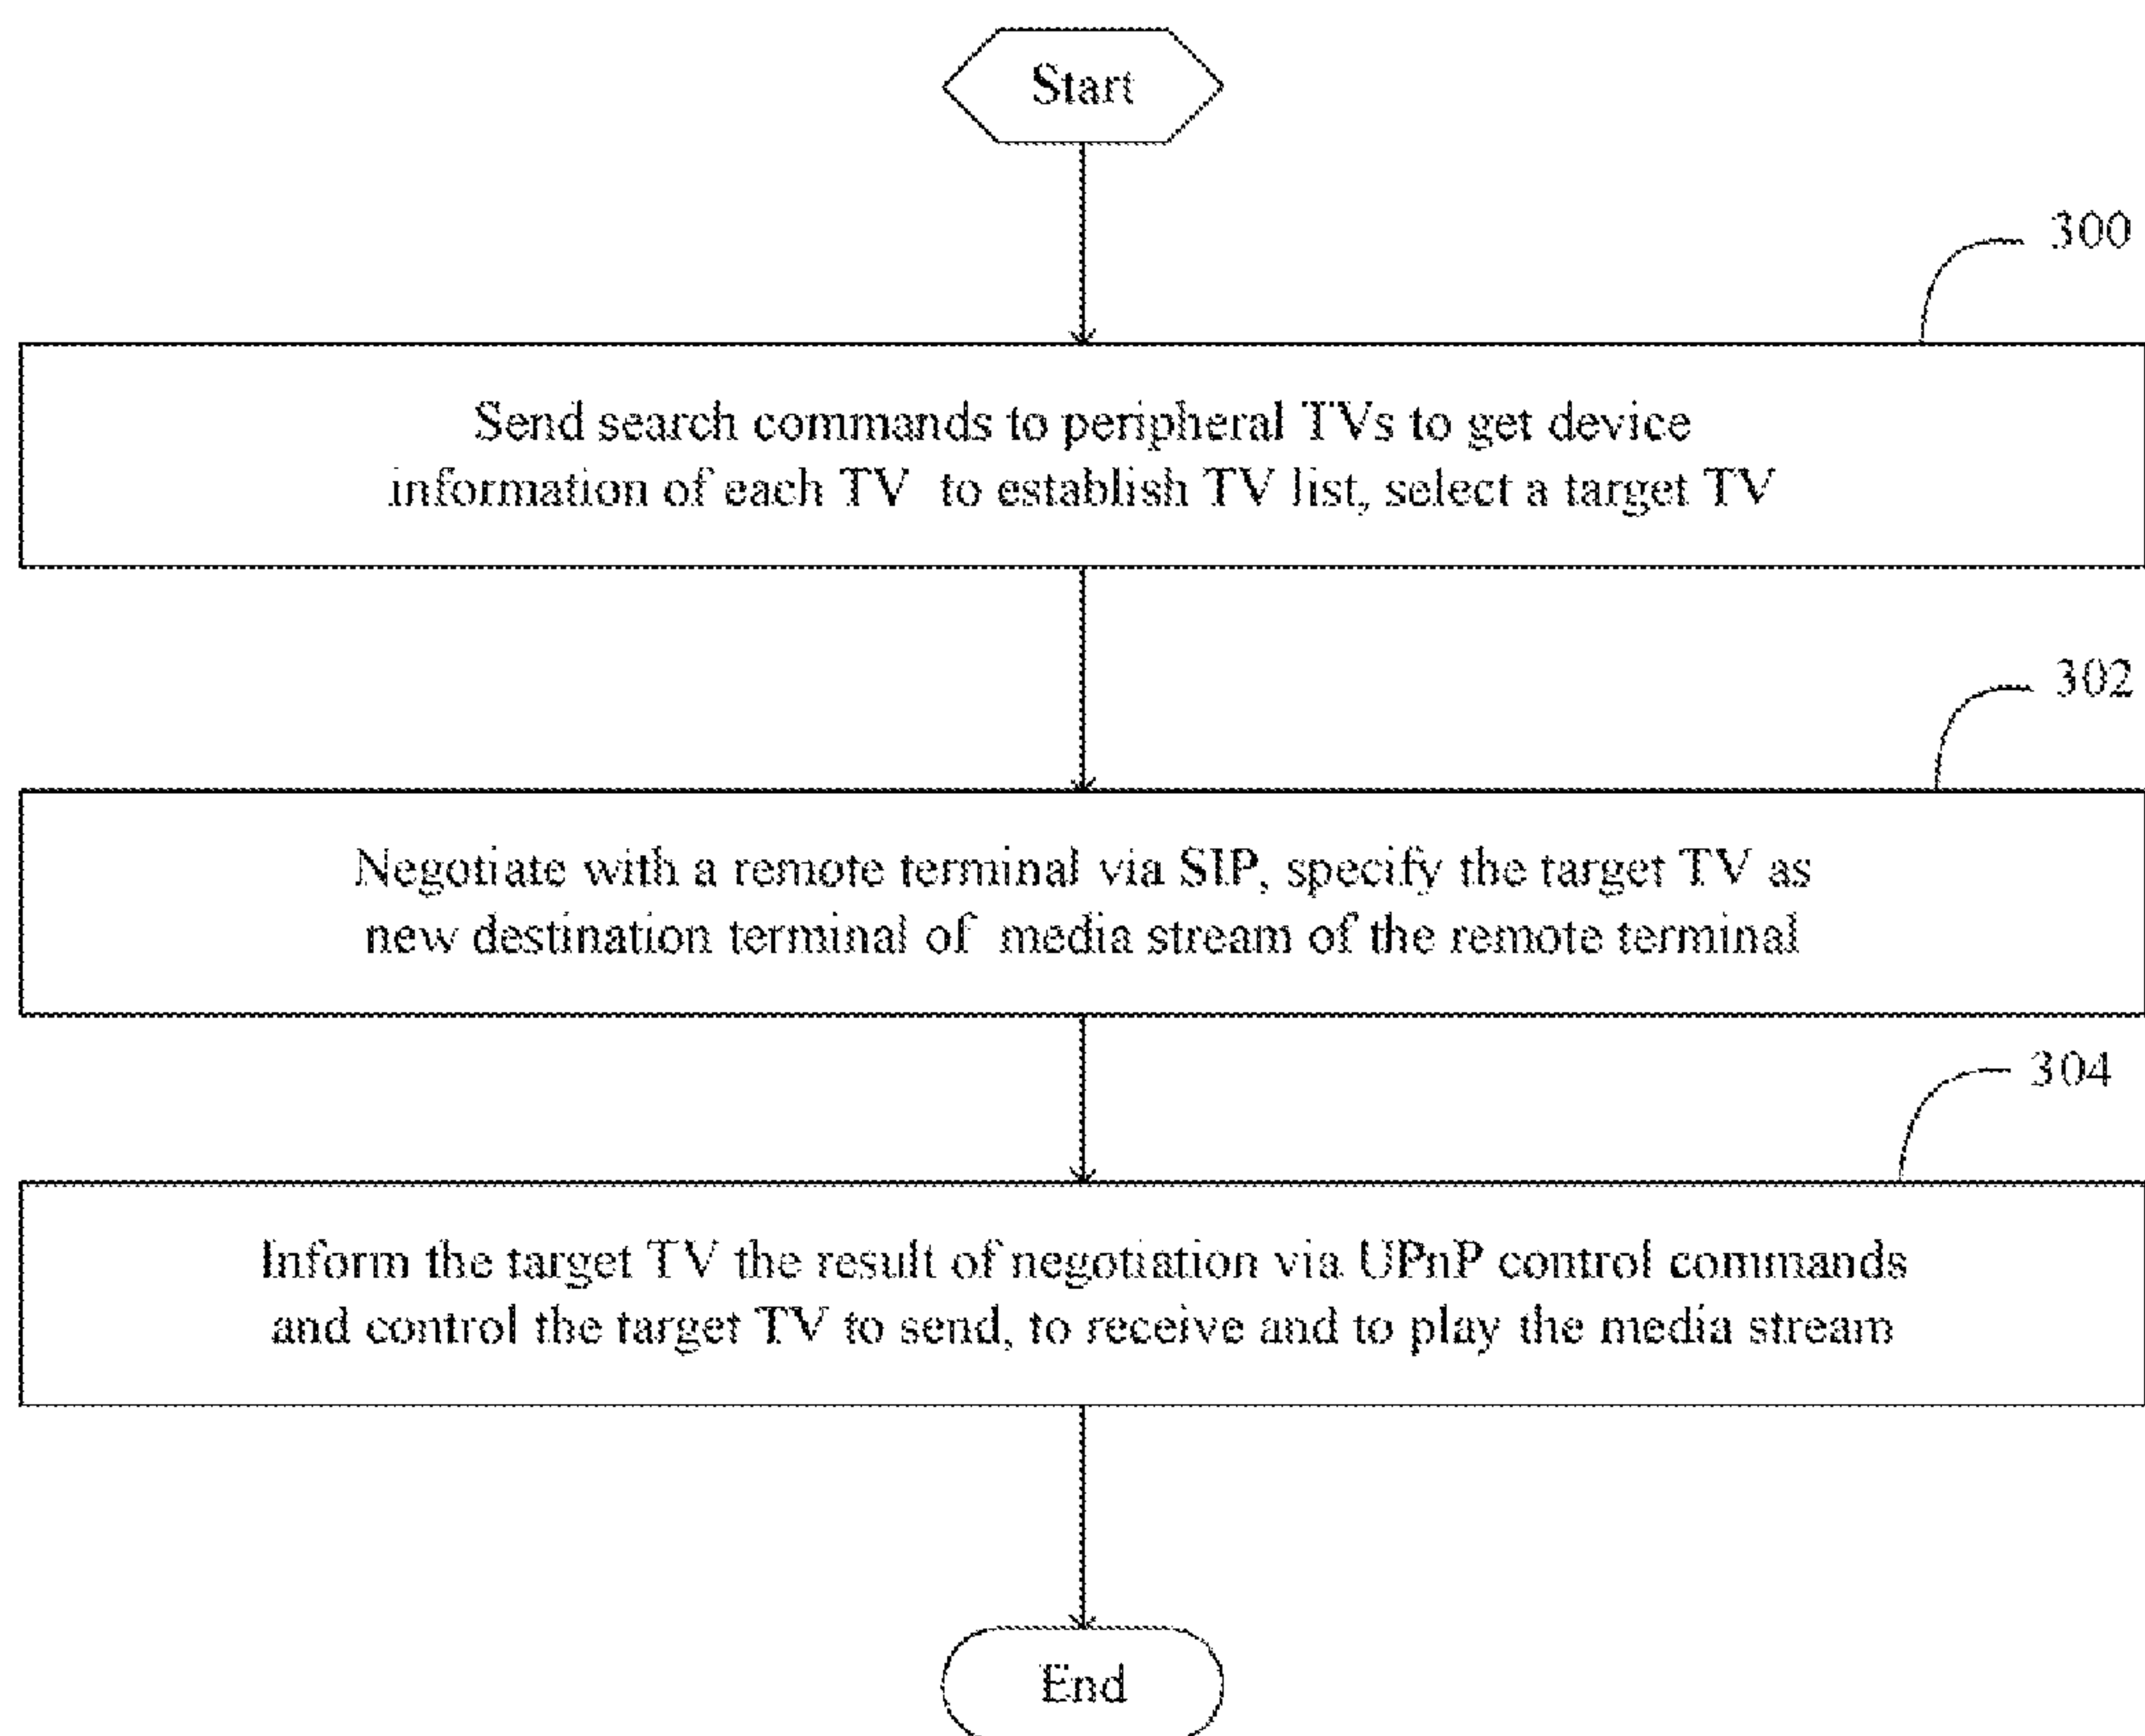 Start
300
Send search commands to peripheral TVs to get device
information of each TV to establish TV list, select a target TV
302
Negotiate with a remote terminal via SIP, specify the target TV as
new destination terminal of media stream of the remote terminal
304
Inform the target TV the result of negotiation via UPnP control commands
and control the target TV to send, to receive and to play the media stream
End